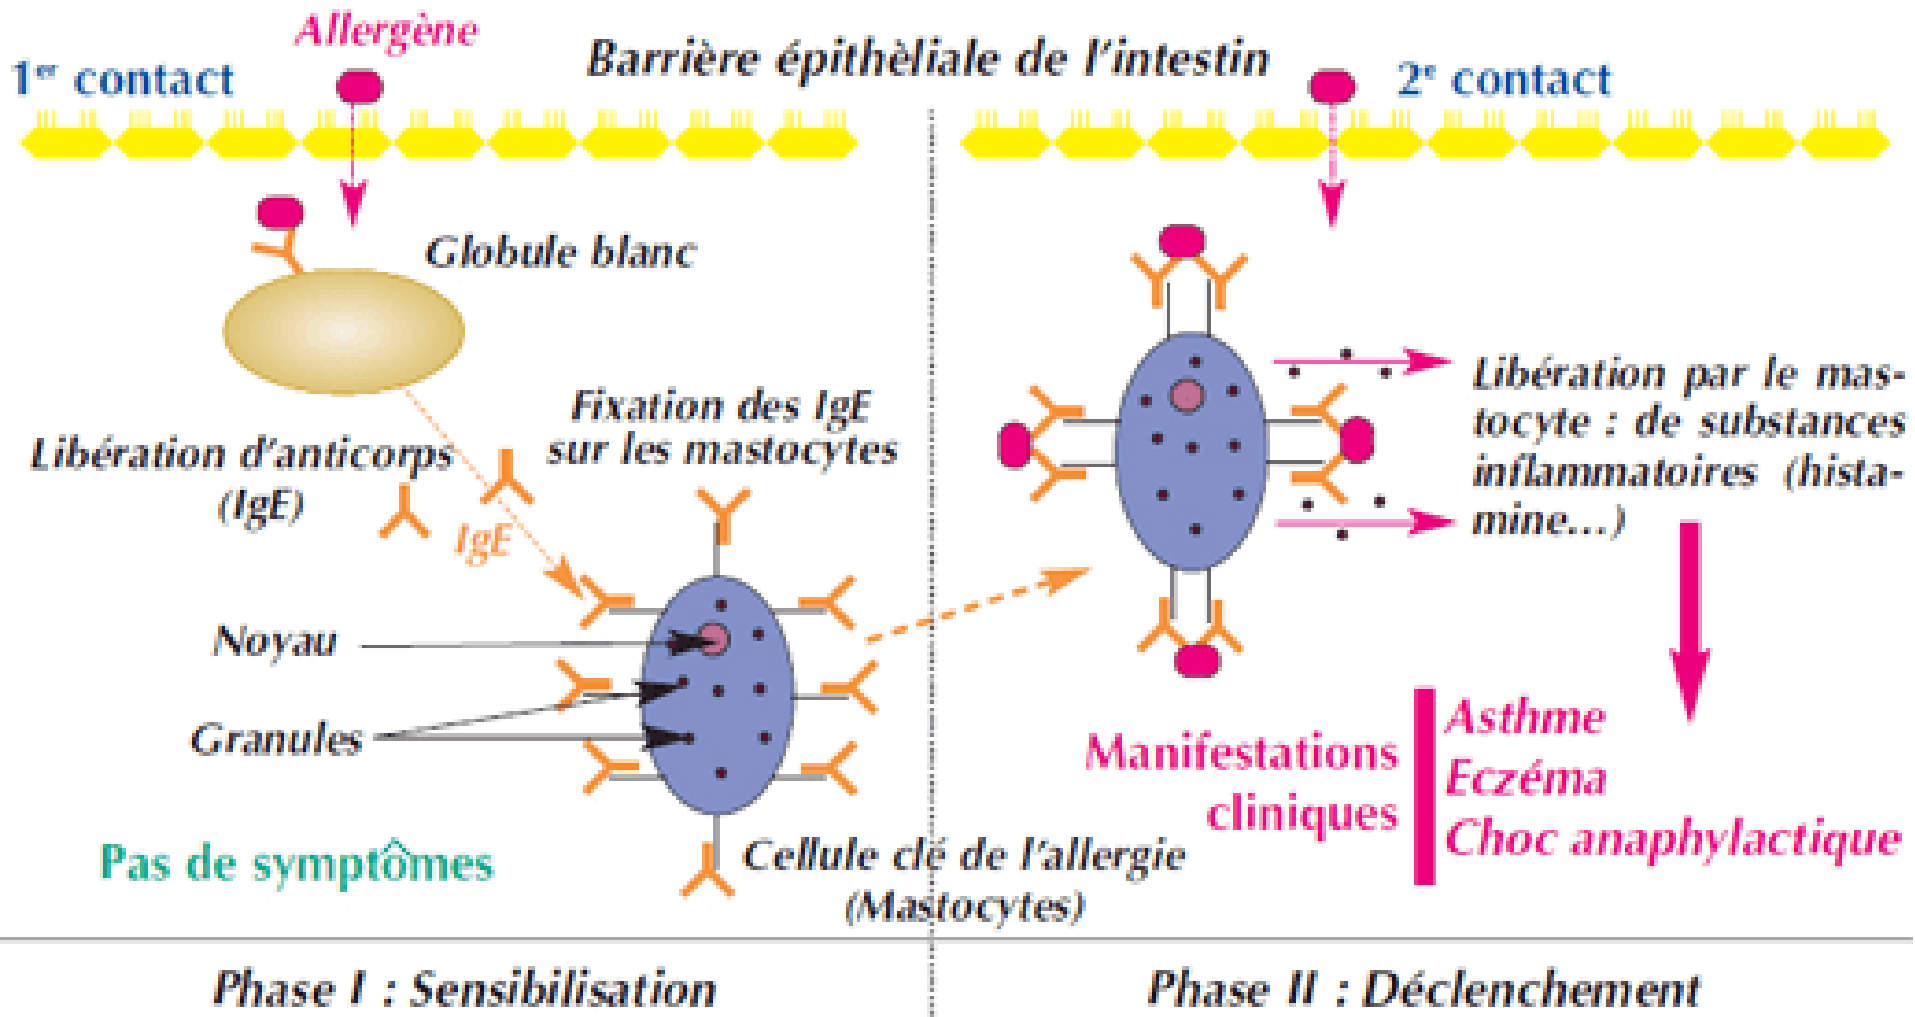 Allergène
1er contact
Barrière épithèliale de l'intestin
2e contact
Globule blanc
Fixation des IgE
sur les mastocytes
Libération d'anticorps
(IgE)
IgE
Noyau
Granules
Pas de symptômes
Cellule clé de l'allergie
(Mastocytes)
Libération par le mas-
tocyte : de substances
inflammatoires (hista-
mine...)
Manifestations
cliniques
Asthme
Eczéma
Choc anaphylactique
Phase I : Sensibilisation
Phase II : Déclenchement